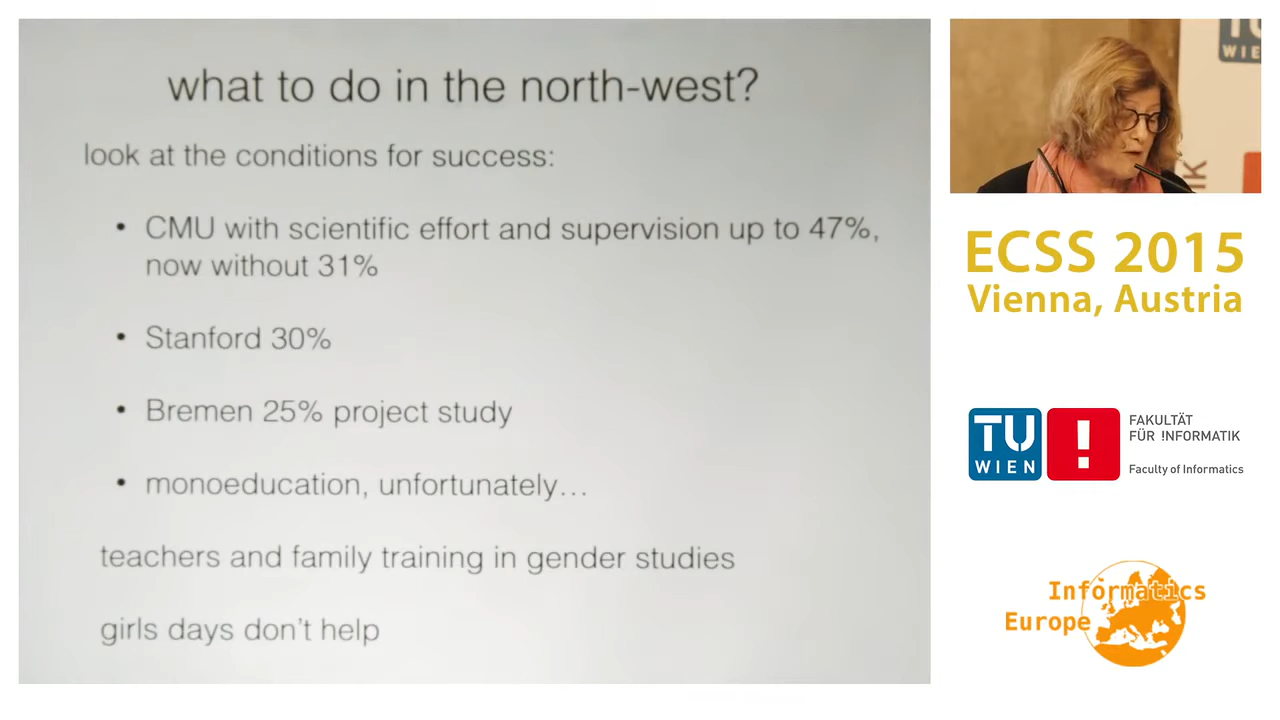 what to do in the north-west?
look at the conditions for success:
• CMU with scientific effort and supervision up to 47%,
now without 31%
• Stanford 30%
• Bremen 25% project study
• monoeducation, unfortunately…
teachers and family training in gender studies
girls days don't help
TU
WIE
IK
ECSS 2015
Vienna, Austria
TU
WIEN
!
FAKULTÄT
FÜR !NFORMATIK
Faculty of Informatics
Informatics
Europe